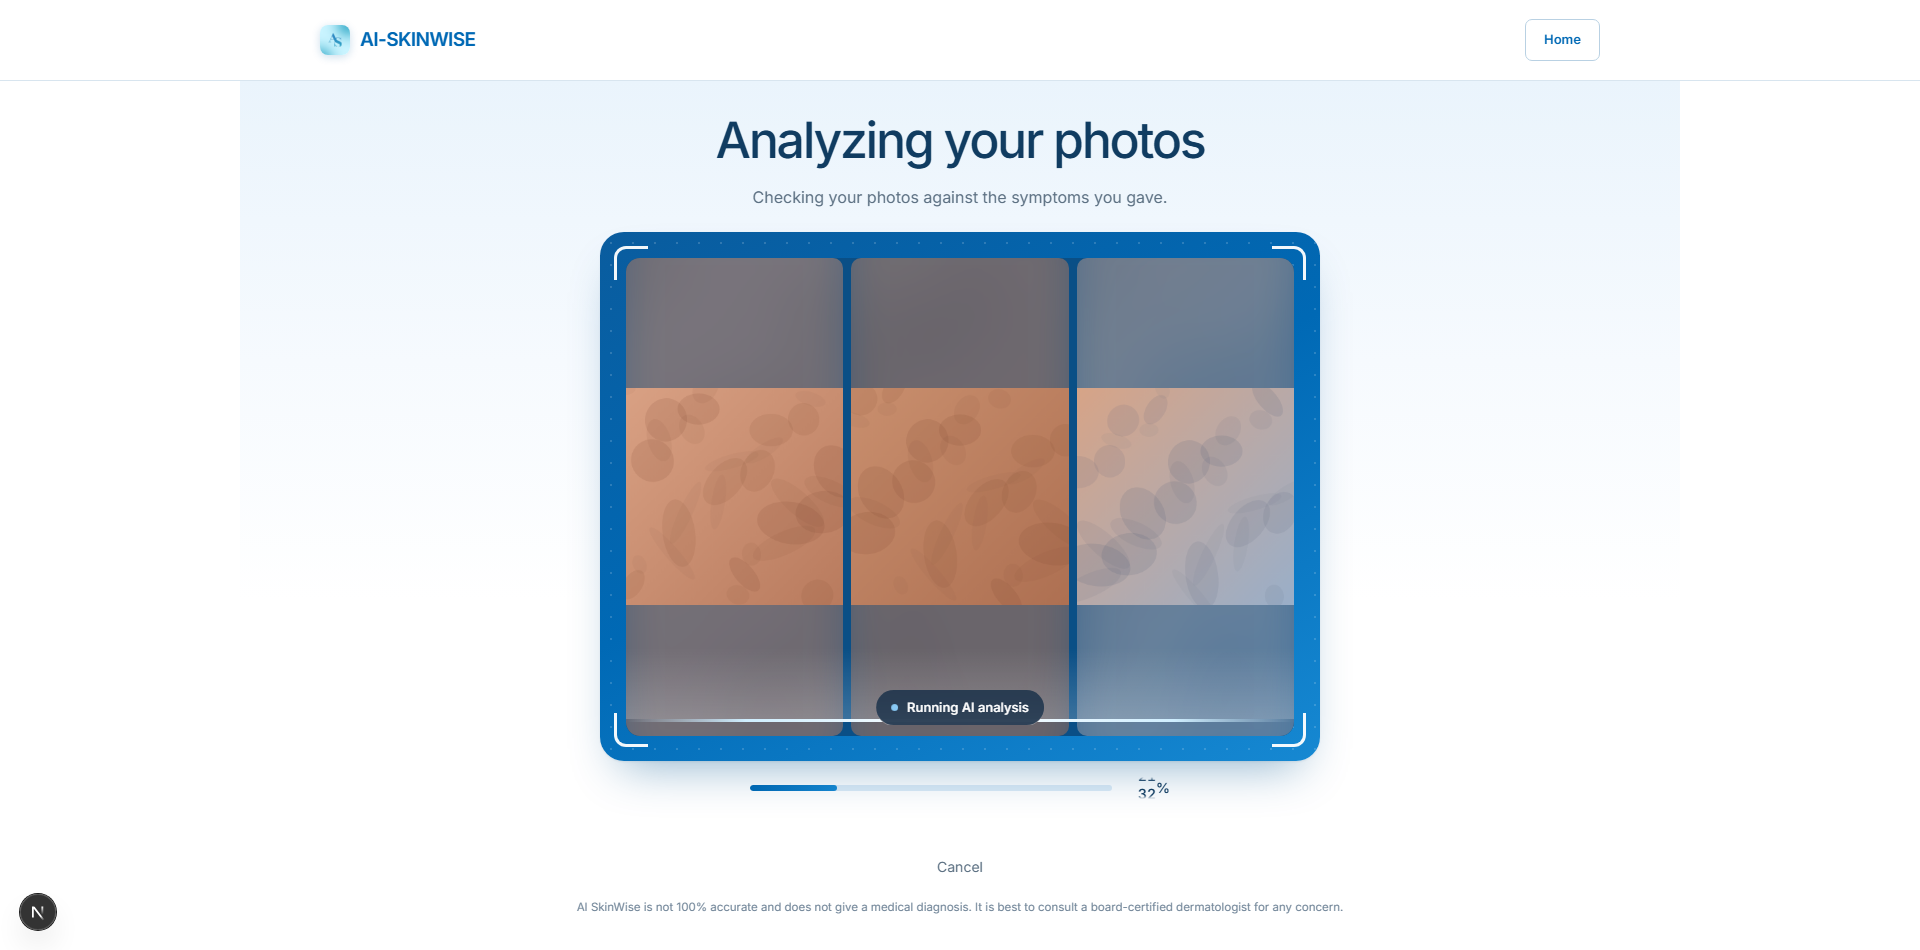 AI-SKINWISE
Home
Analyzing your photos
Checking your photos against the symptoms you gave.
Running AI analysis
32%
Cancel
AI SkinWise is not 100% accurate and does not give a medical diagnosis. It is best to consult a board-certified dermatologist for any concern.
N